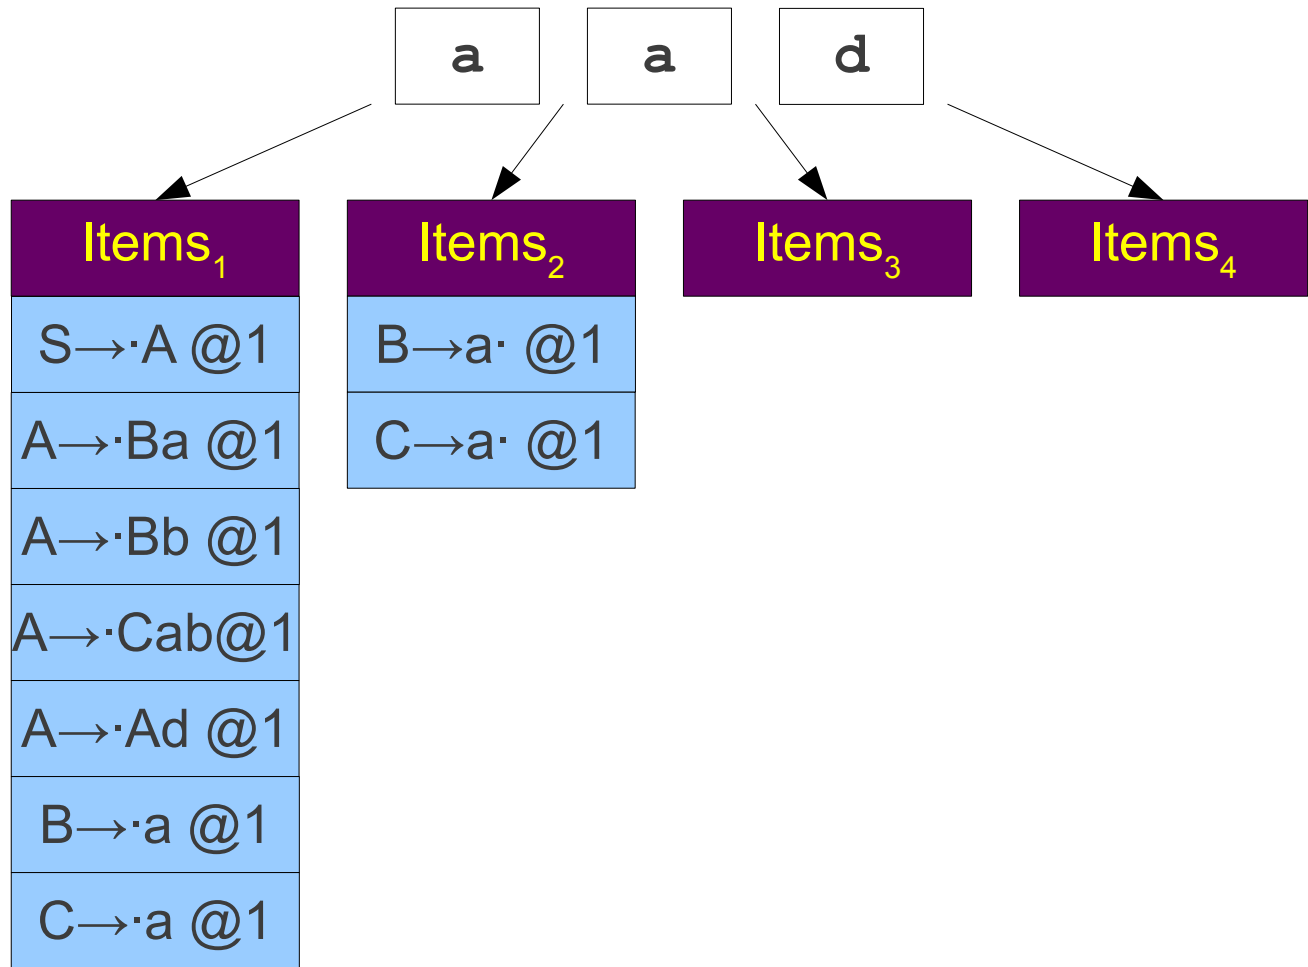 a a d
Items₁ Items₂ Items₃ Items₄
S→·A @1 B→a· @1
A→·Ba @1 C→a· @1
A→·Bb @1
A→·Cab@1
A→·Ad @1
B→·a @1
C→·a @1